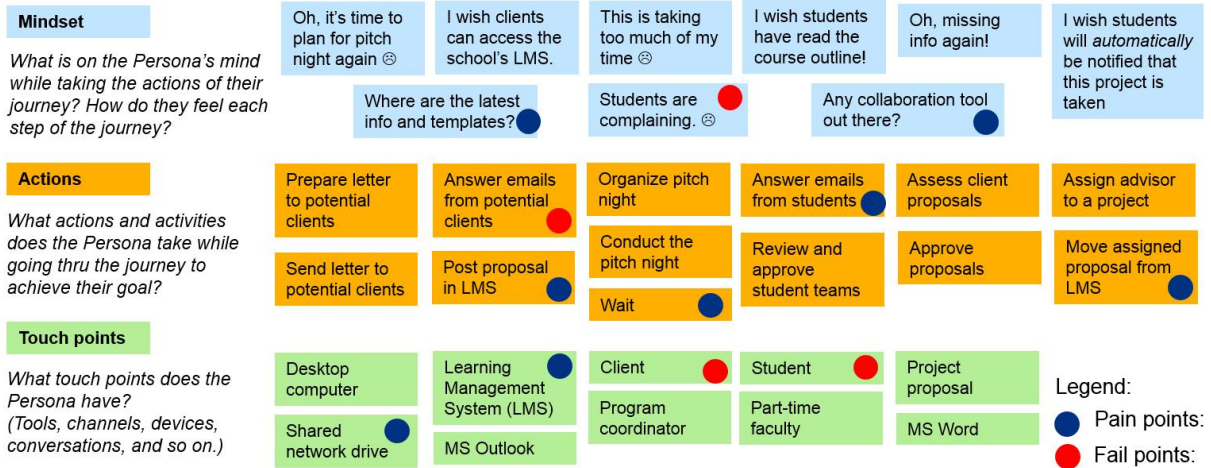 Mindset
What is on the Persona's mind
while taking the actions of their
journey? How do they feel each
step of the journey?
Oh, it's time to
plan for pitch
night again ☹
I wish clients
can access the
school's LMS.
This is taking
too much of my
time ☹
I wish students
have read the
course outline!
Oh, missing
info again!
I wish students
will automatically
be notified that
this project is
taken
Where are the latest
info and templates?
Students are
complaining. ☹
Any collaboration tool
out there?
Actions
What actions and activities
does the Persona take while
going thru the journey to
achieve their goal?
Prepare letter
to potential
clients
Answer emails
from potential
clients
Organize pitch
night
Answer emails
from students
Assess client
proposals
Assign advisor
to a project
Send letter to
potential clients
Post proposal
in LMS
Conduct the
pitch night
Wait
Review and
approve
student teams
Approve
proposals
Move assigned
proposal from
LMS
Touch points
What touch points does the
Persona have?
(Tools, channels, devices,
conversations, and so on.)
Desktop
computer
Learning
Management
System (LMS)
Client
Student
Project
proposal
Shared
network drive
MS Outlook
Program
coordinator
Part-time
faculty
MS Word
Legend:
Pain points:
Fail points: